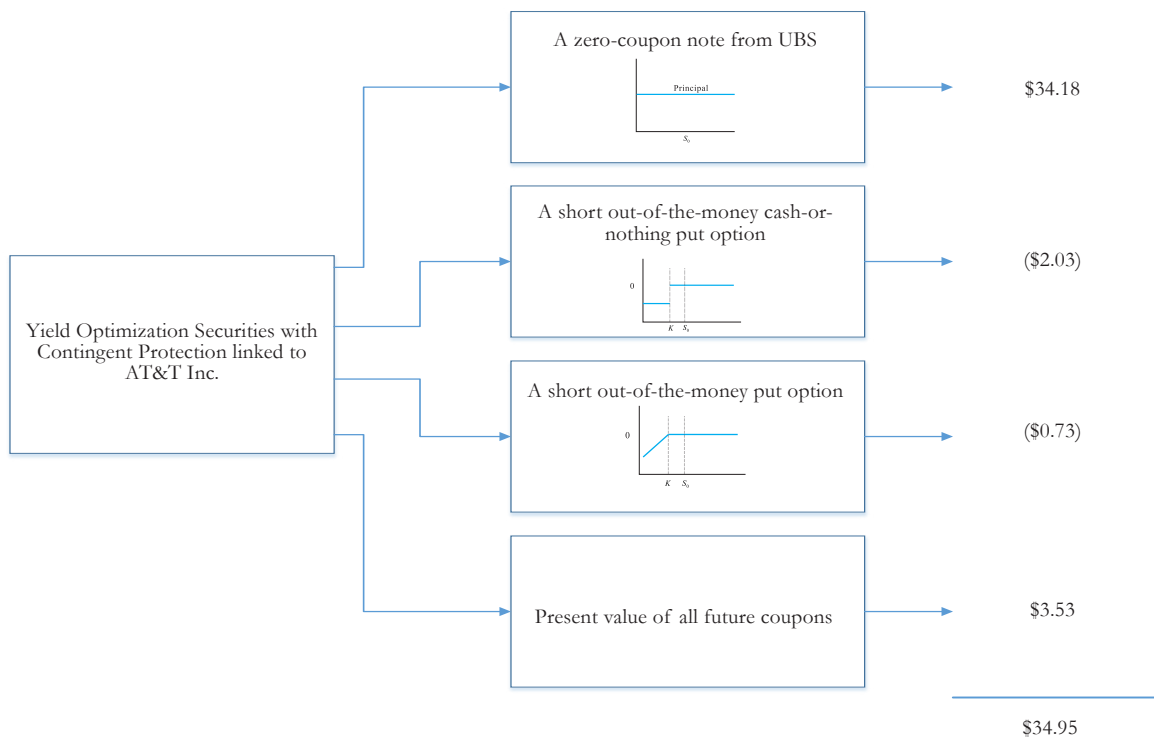 A zero-coupon note from UBS
Principal
S0
$34.18
A short out-of-the-money cash-or-
nothing put option
0
K S0
($2.03)
Yield Optimization Securities with
Contingent Protection linked to
AT&T Inc.
A short out-of-the-money put option
0
K S0
($0.73)
Present value of all future coupons
$3.53
$34.95